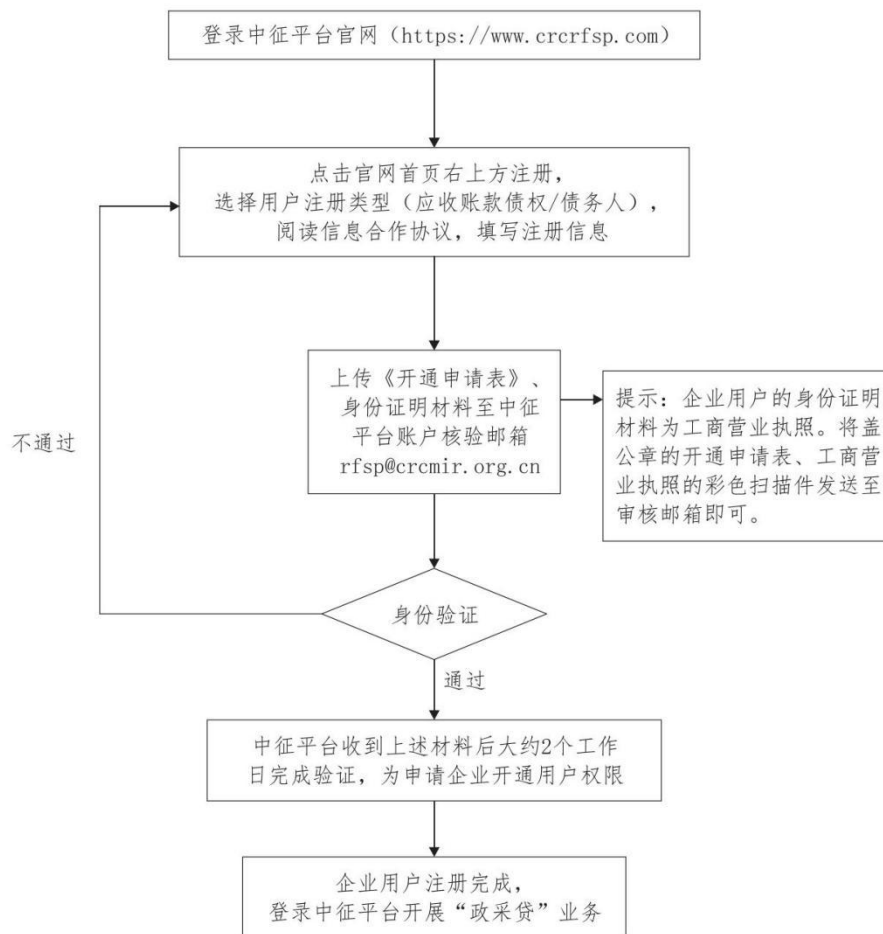 登录中征平台官网（https://www.crcrfsp.com）
点击官网首页右上方注册，
选择用户注册类型（应收账款债权/债务人），
阅读信息合作协议，填写注册信息
上传《开通申请表》、
身份证明材料至中征
平台账户核验邮箱
rfsp@crcmir.org.cn
提示：企业用户的身份证明
材料为工商营业执照。将盖
公章的开通申请表、工商营
业执照的彩色扫描件发送至
审核邮箱即可。
不通过
身份验证
通过
中征平台收到上述材料后大约2个工作
日完成验证，为申请企业开通用户权限
企业用户注册完成，
登录中征平台开展“政采贷”业务